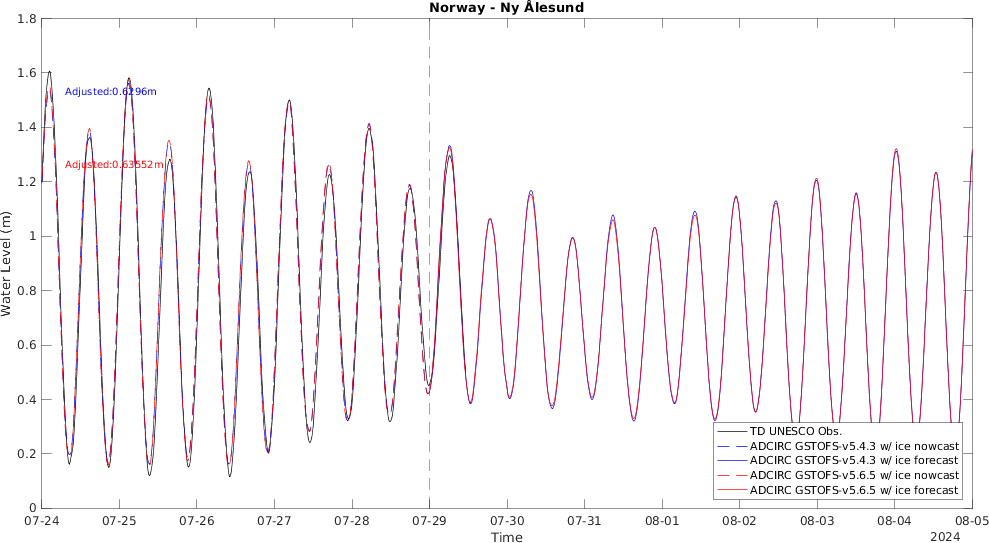 Norway - Ny Ålesund
1.8
1.6
1.4
1.2
1
0.8
0.6
0.4
0.2
0
Water Level (m)
Adjusted:0.6296m
Adjusted:0.63552m
TD UNESCO Obs.
ADCIRC GSTOFS-v5.4.3 w/ ice nowcast
ADCIRC GSTOFS-v5.4.3 w/ ice forecast
ADCIRC GSTOFS-v5.6.5 w/ ice nowcast
ADCIRC GSTOFS-v5.6.5 w/ ice forecast
07-24 07-25 07-26 07-27 07-28 07-29 07-30 07-31 08-01 08-02 08-03 08-04 08-05
Time
2024